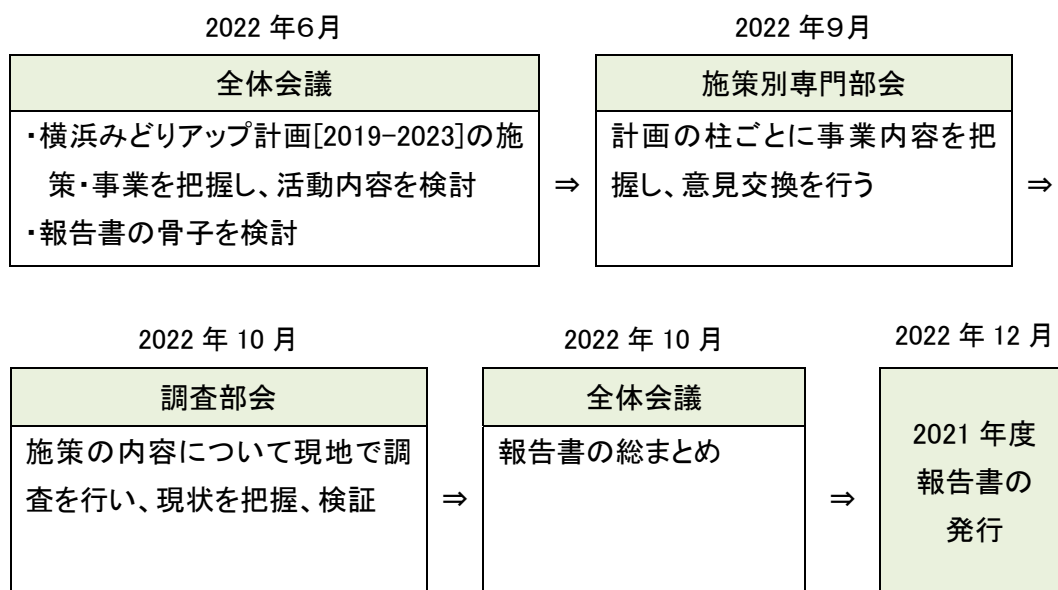 2022 年6月
全体会議
・横浜みどりアップ計画[2019-2023]の施
策・事業を把握し、活動内容を検討
・報告書の骨子を検討
⇒
2022 年9月
施策別専門部会
計画の柱ごとに事業内容を把
握し、意見交換を行う
⇒
2022 年 10 月
調査部会
施策の内容について現地で調
査を行い、現状を把握、検証
⇒
2022 年 10 月
全体会議
報告書の総まとめ
⇒
2022 年 12 月
2021 年度
報告書の
発行